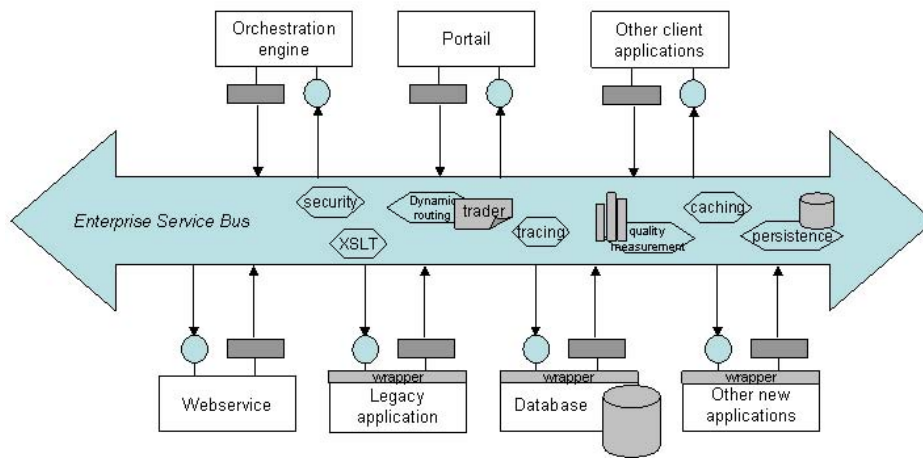 Orchestration
engine
Portail
Other client
applications
Enterprise Service Bus
security
Dynamic
routing
trader
XSLT
tracing
quality
measurement
caching
persistence
Webservice
wrapper
Legacy
application
wrapper
Database
wrapper
Other new
applications